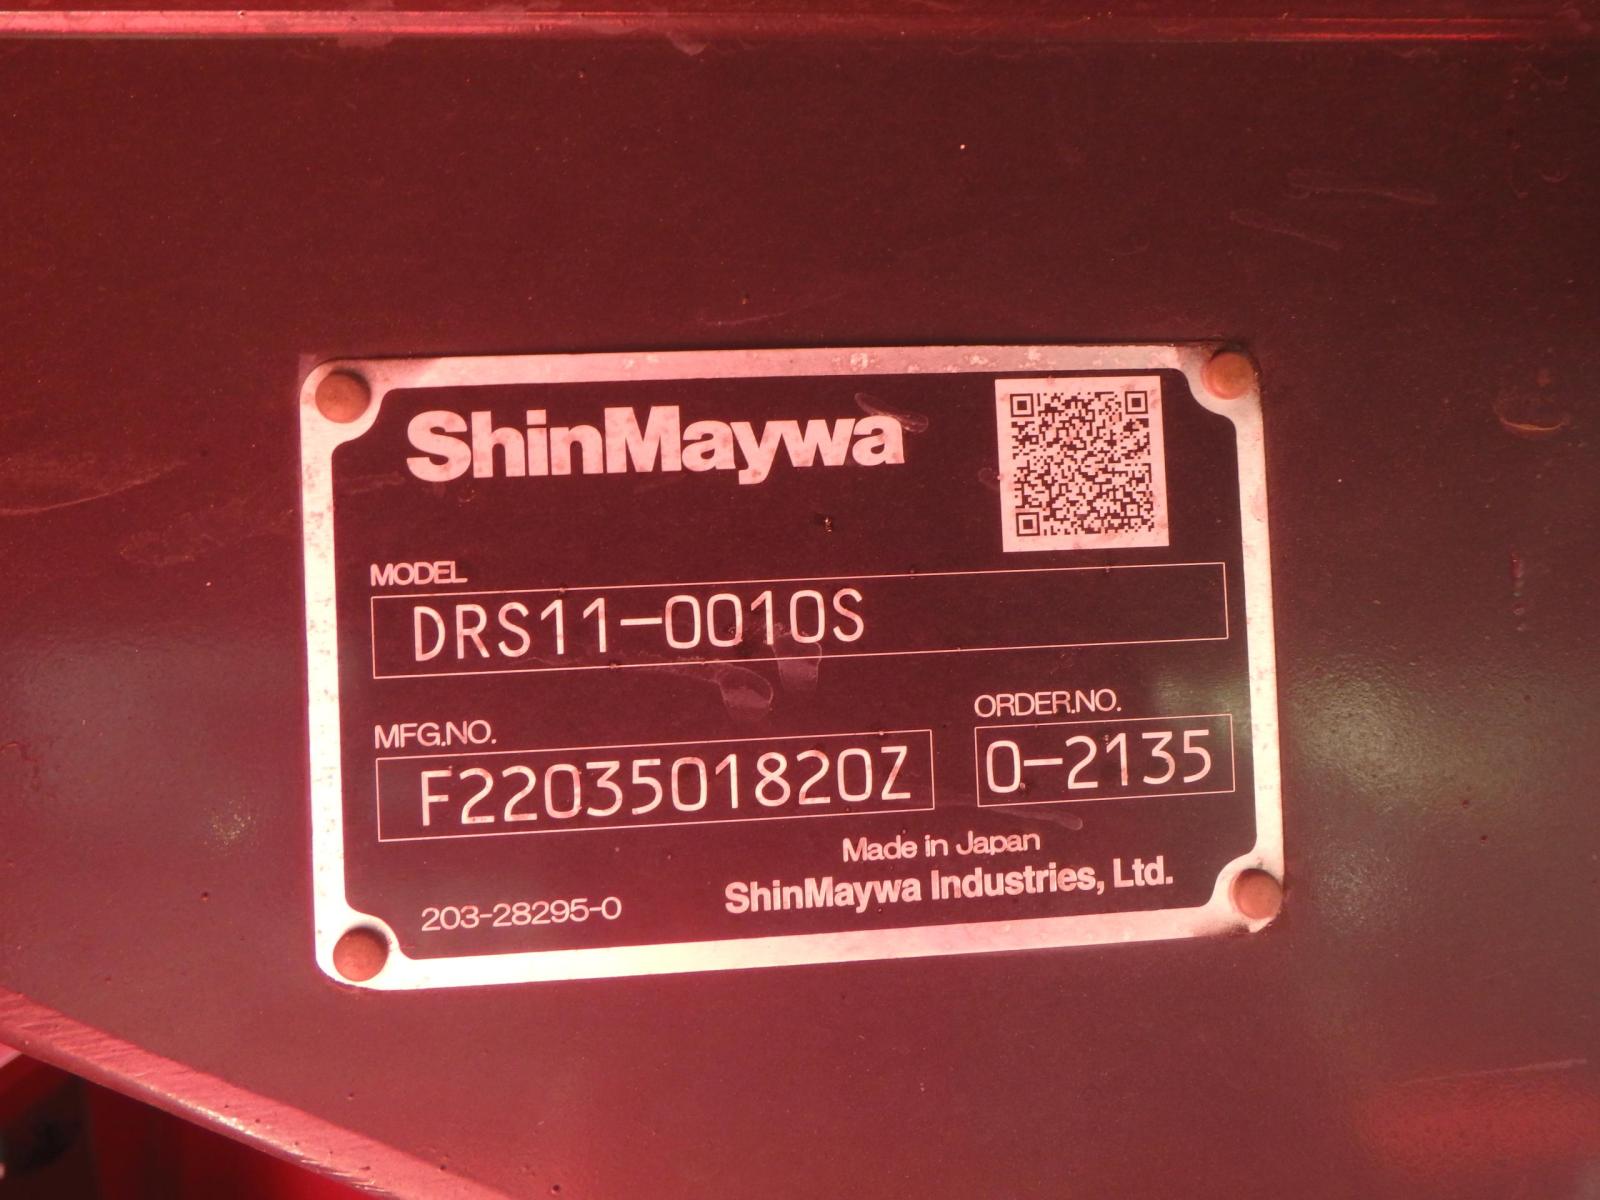 ShinMaywa
MODEL
DRS11-0010S
MFG.NO.
F2203501820Z
ORDER.NO.
0-2135
Made in Japan
203-28295-0
ShinMaywa Industries, Ltd.